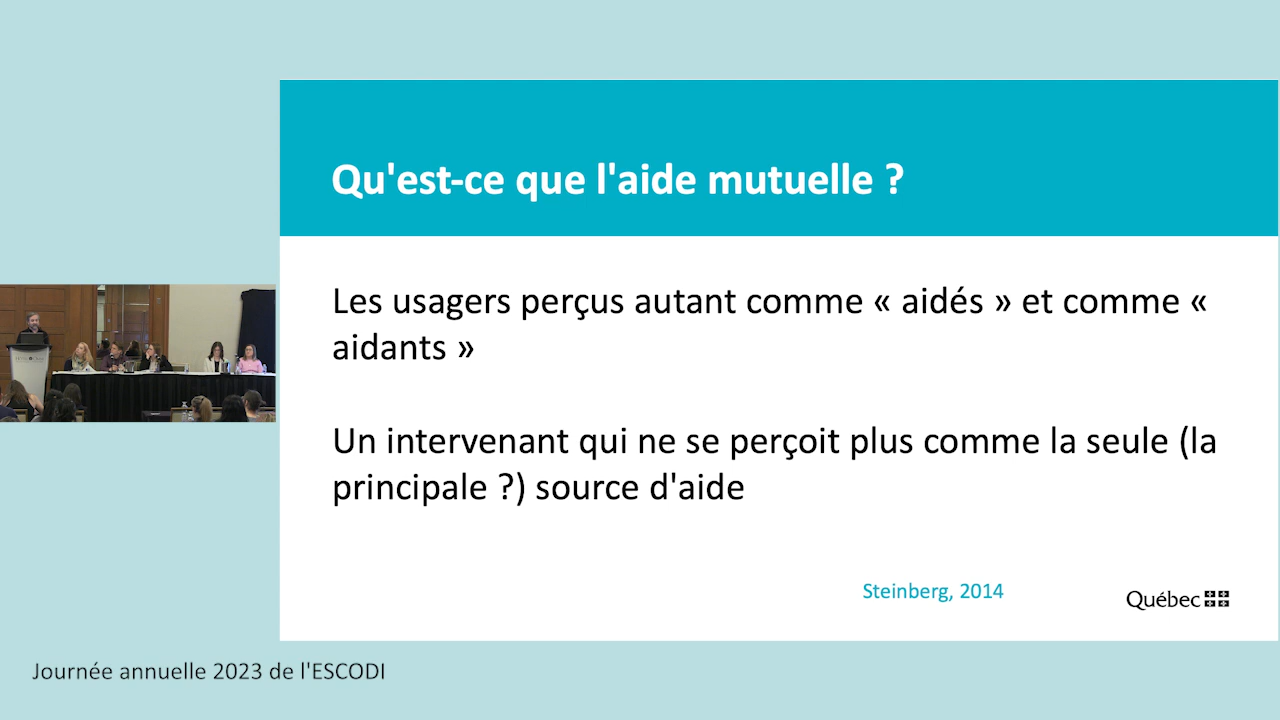 Qu'est-ce que l'aide mutuelle ?
Les usagers perçus autant comme « aidés » et comme «
aidants »
Un intervenant qui ne se perçoit plus comme la seule (la
principale ?) source d'aide
Steinberg, 2014
Québec
Journée annuelle 2023 de l'ESCODI